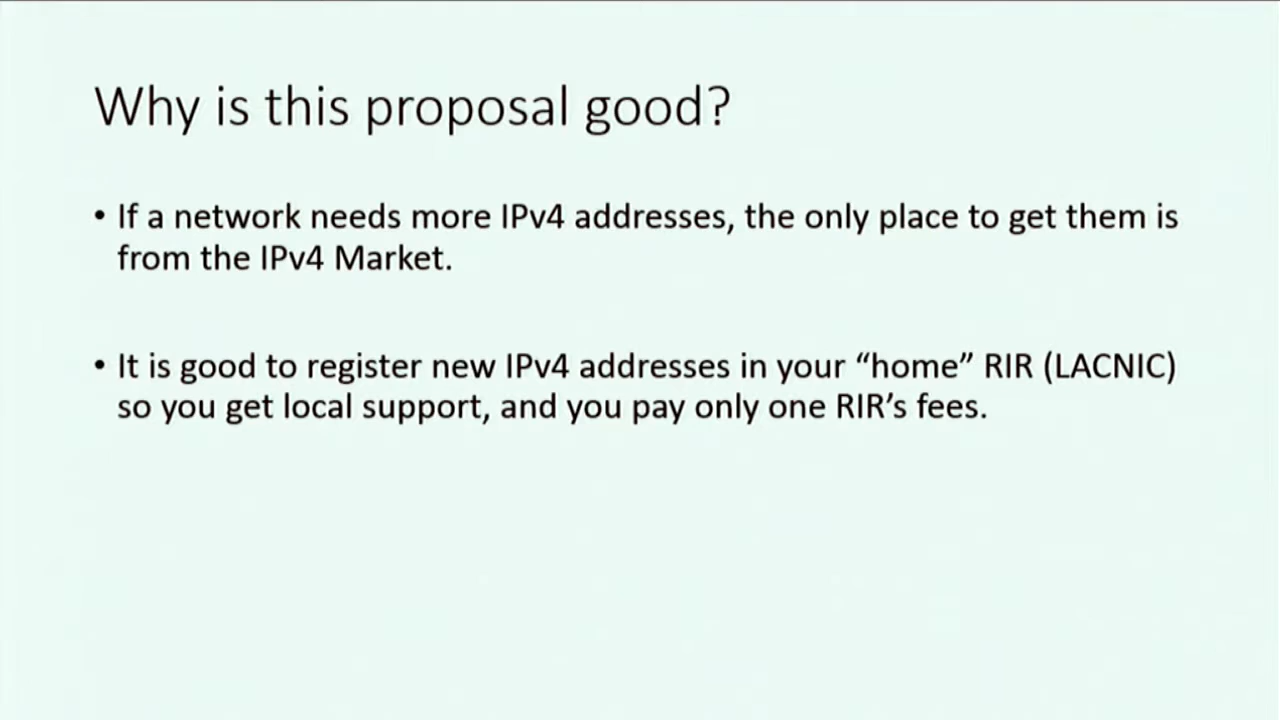 Why is this proposal good?
• If a network needs more IPv4 addresses, the only place to get them is
from the IPv4 Market.
• It is good to register new IPv4 addresses in your “home” RIR (LACNIC)
so you get local support, and you pay only one RIR’s fees.